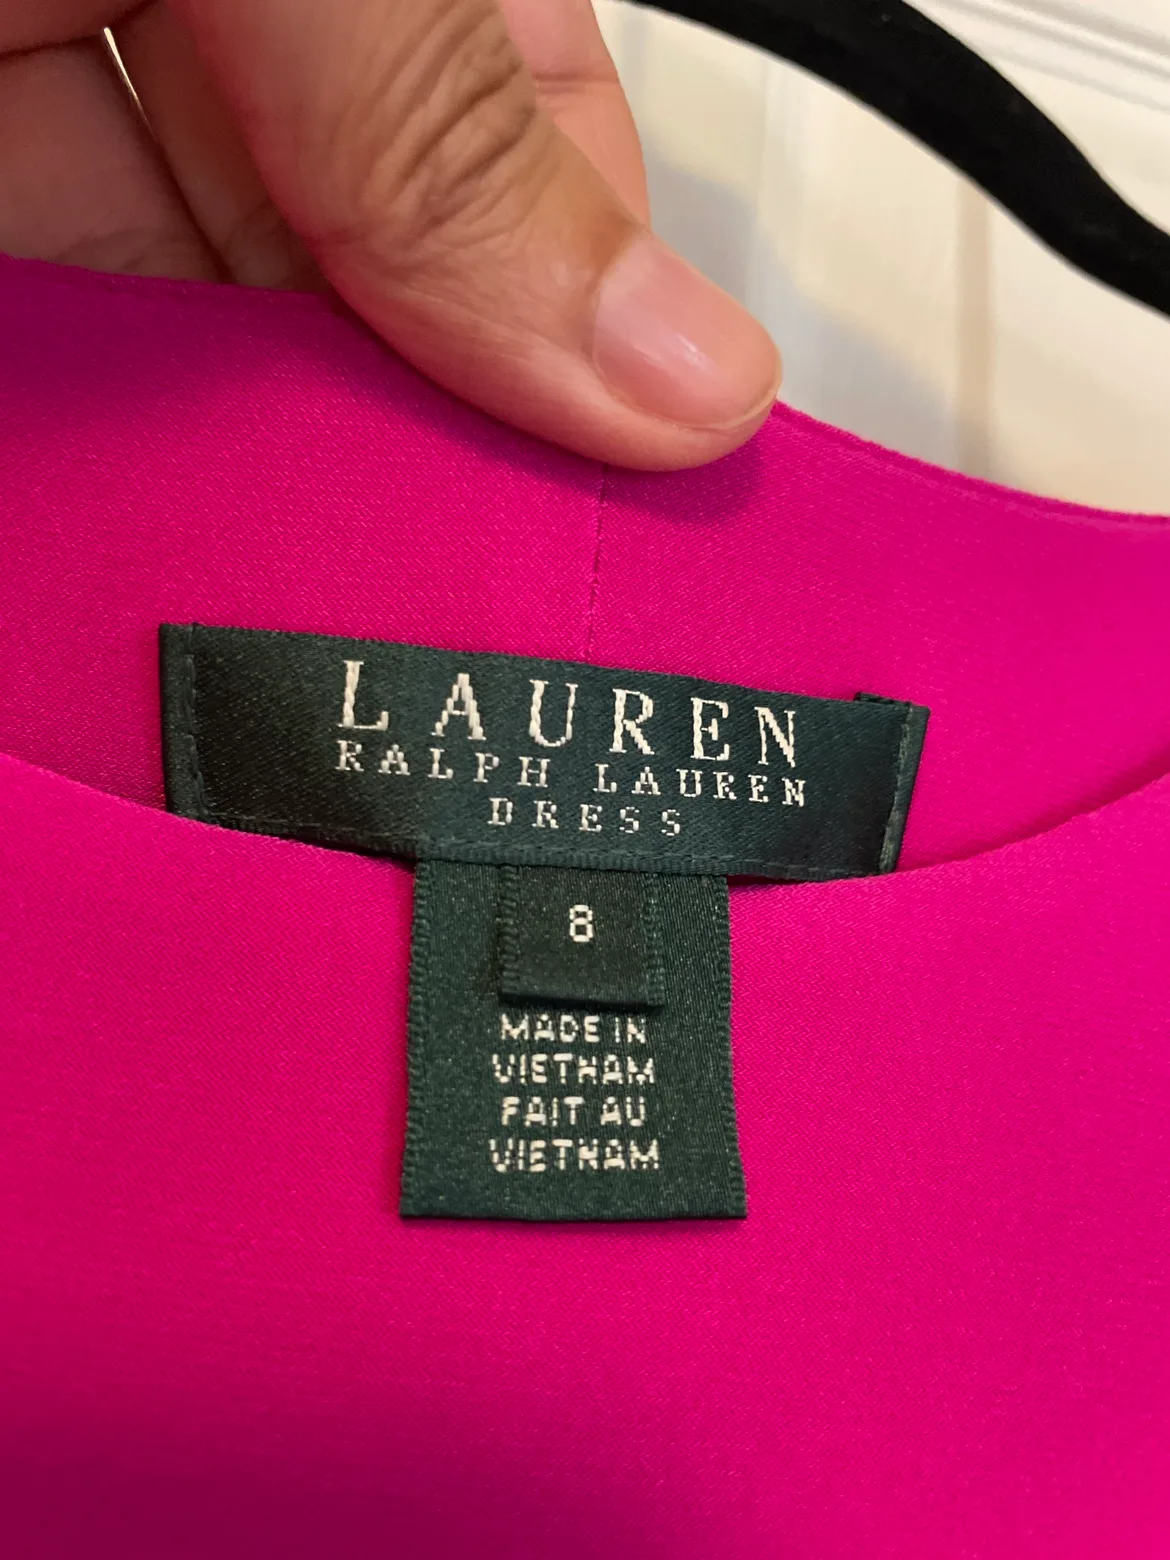 LAUREN
RALPH LAUREN
DRESS
8
MADE IN
VIETNAM
FAIT AU
VIETNAM